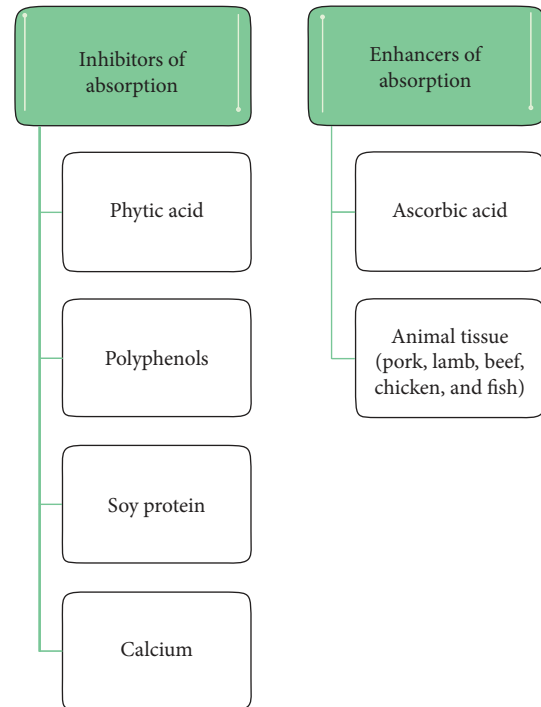 Inhibitors of
absorption
Phytic acid
Polyphenols
Soy protein
Calcium
Enhancers of
absorption
Ascorbic acid
Animal tissue
(pork, lamb, beef,
chicken, and fish)